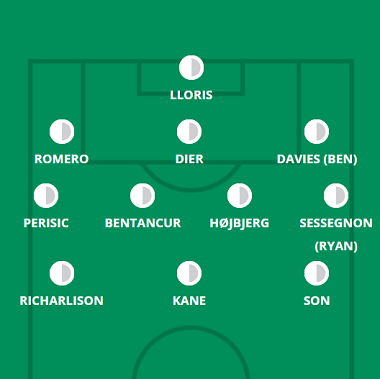 LLORIS
ROMERO DIER DAVIES (BEN)
PERISIC BENTANCUR HØJBJERG SESSEGNON
(RYAN)
RICHARLISON KANE SON